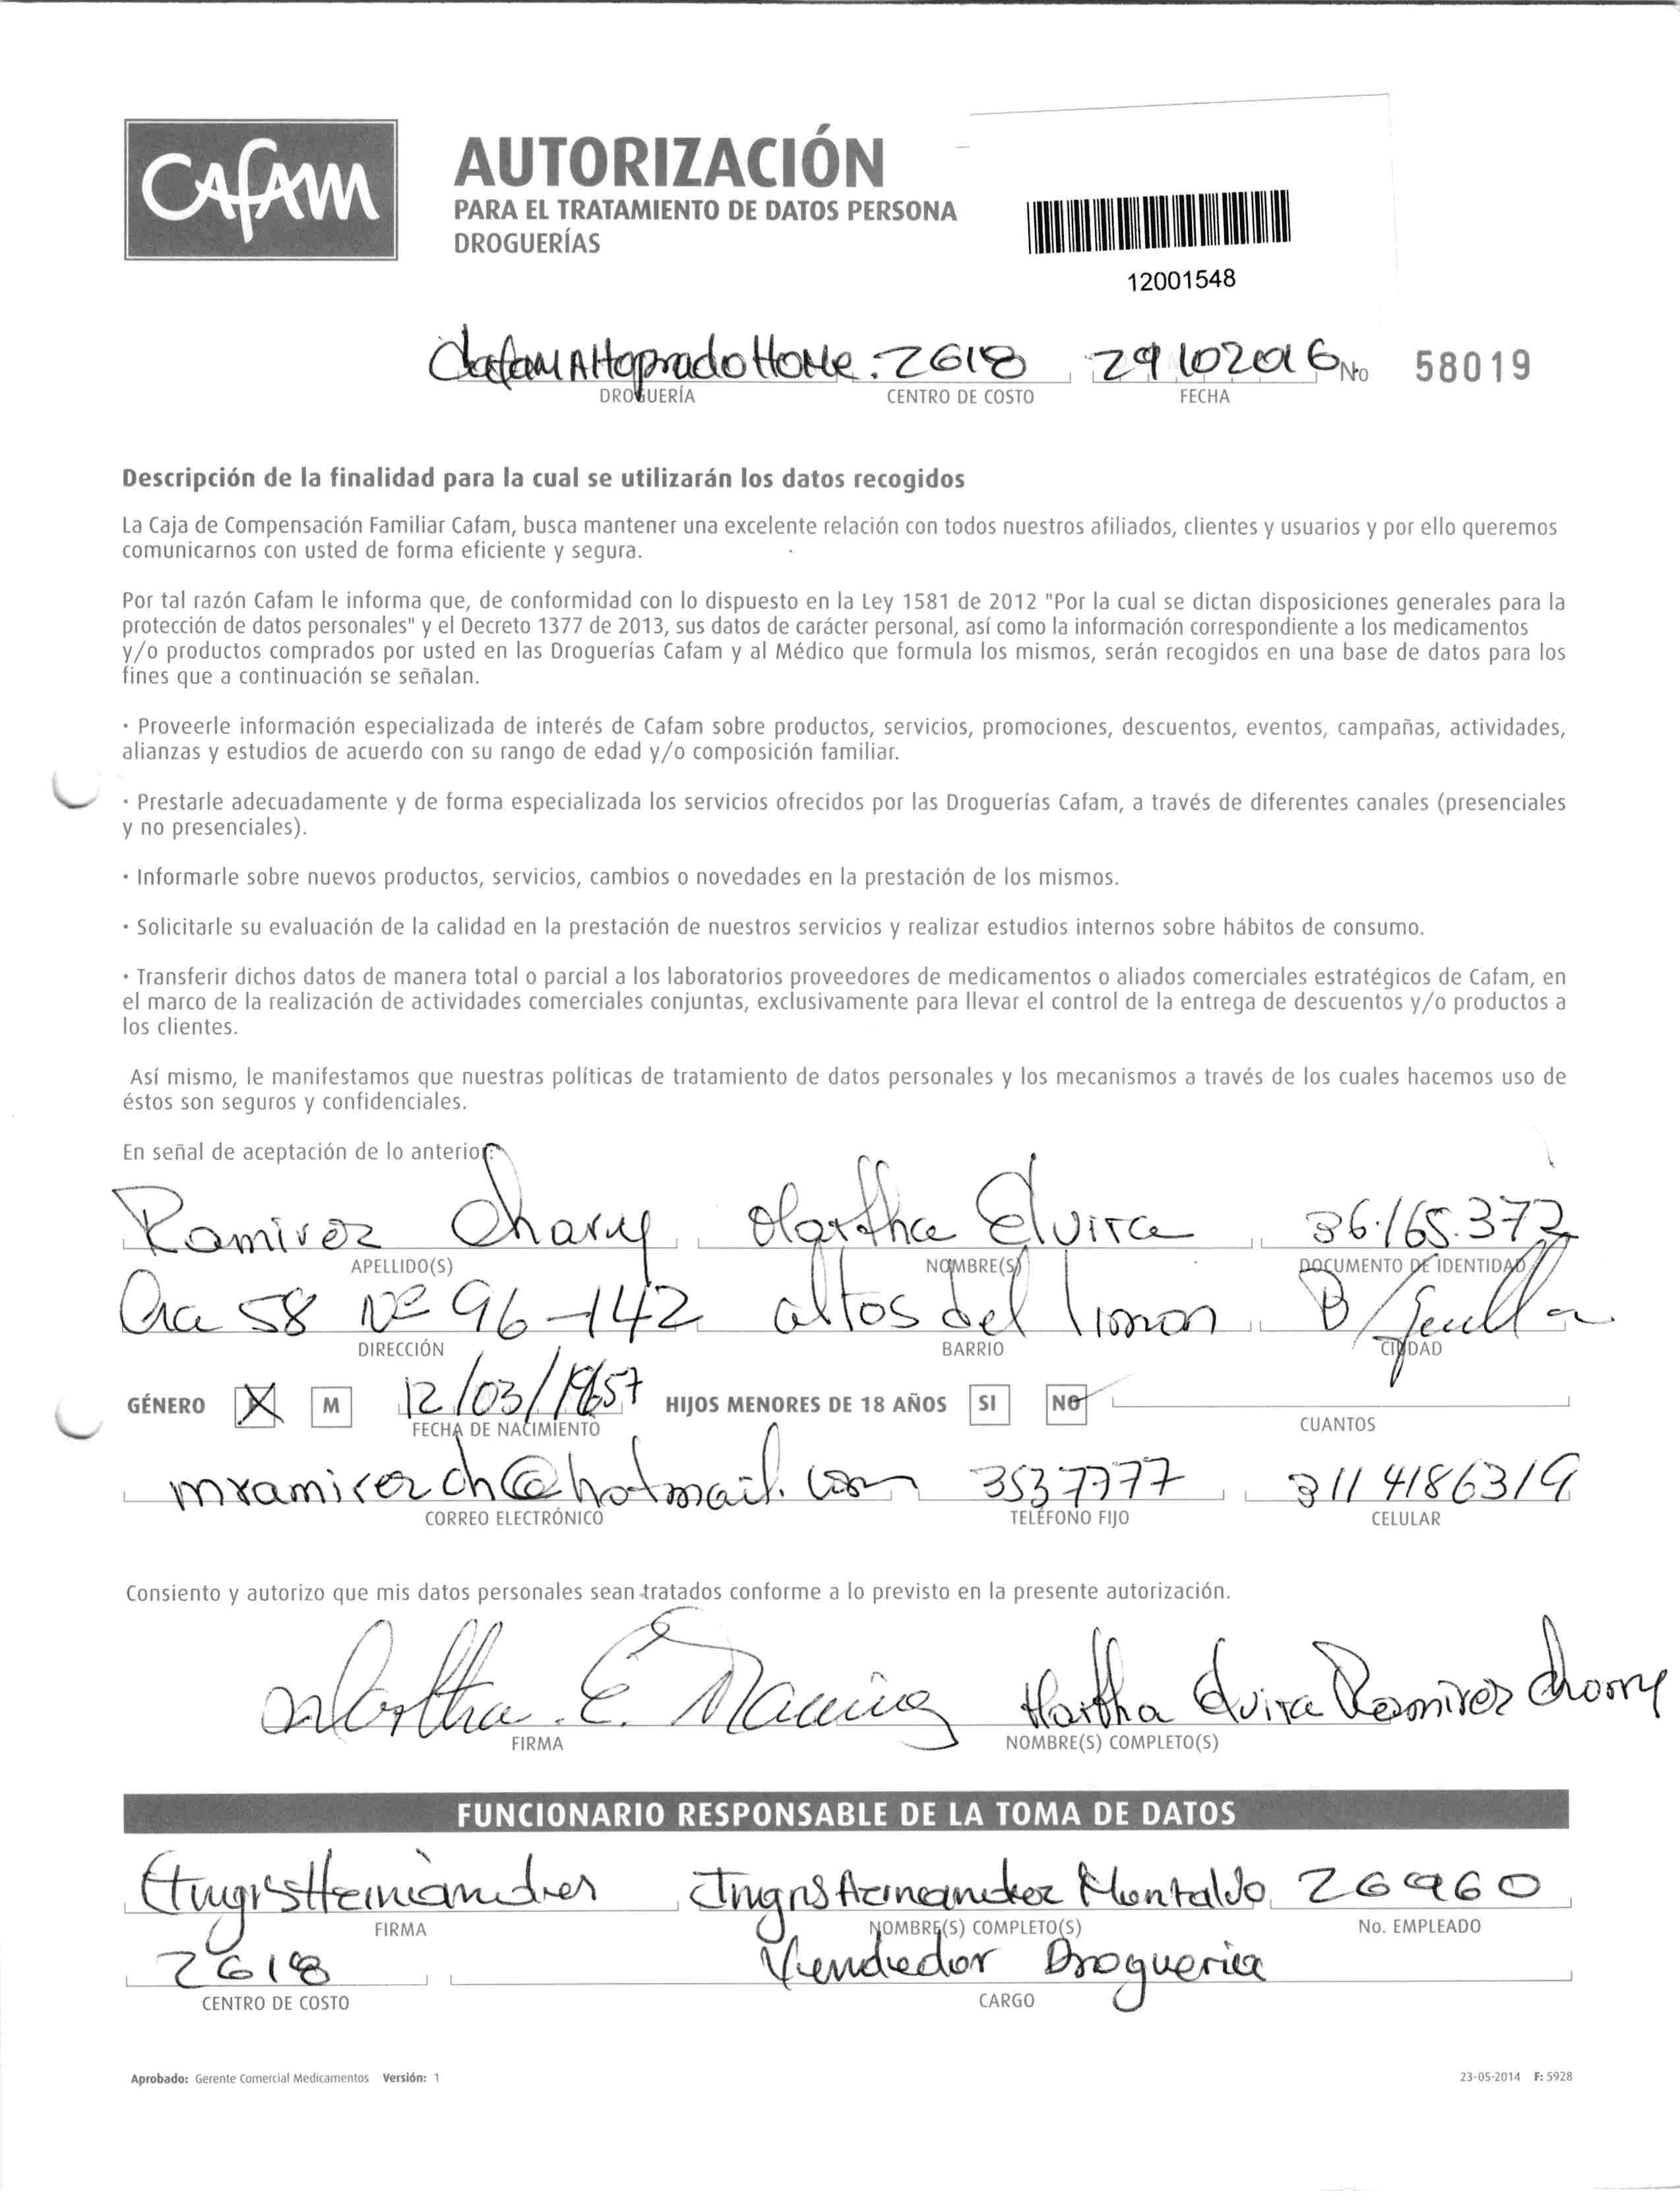 CAFAM
AUTORIZACIÓN
PARA EL TRATAMIENTO DE DATOS PERSONA
DROGUERÍAS
12001548
Cafam Altoprado Home. 2618 29 10 2016 No 58019
DROGUERÍA CENTRO DE COSTO FECHA
Descripción de la finalidad para la cual se utilizarán los datos recogidos
La Caja de Compensación Familiar Cafam, busca mantener una excelente relación con todos nuestros afiliados, clientes y usuarios y por ello queremos
comunicarnos con usted de forma eficiente y segura.
Por tal razón Cafam le informa que, de conformidad con lo dispuesto en la Ley 1581 de 2012 "Por la cual se dictan disposiciones generales para la
protección de datos personales" y el Decreto 1377 de 2013, sus datos de carácter personal, así como la información correspondiente a los medicamentos
y/o productos comprados por usted en las Droguerías Cafam y al Médico que formula los mismos, serán recogidos en una base de datos para los
fines que a continuación se señalan.
· Proveerle información especializada de interés de Cafam sobre productos, servicios, promociones, descuentos, eventos, campañas, actividades,
alianzas y estudios de acuerdo con su rango de edad y/o composición familiar.
· Prestarle adecuadamente y de forma especializada los servicios ofrecidos por las Droguerías Cafam, a través de diferentes canales (presenciales
y no presenciales).
· Informarle sobre nuevos productos, servicios, cambios o novedades en la prestación de los mismos.
· Solicitarle su evaluación de la calidad en la prestación de nuestros servicios y realizar estudios internos sobre hábitos de consumo.
· Transferir dichos datos de manera total o parcial a los laboratorios proveedores de medicamentos o aliados comerciales estratégicos de Cafam, en
el marco de la realización de actividades comerciales conjuntas, exclusivamente para llevar el control de la entrega de descuentos y/o productos a
los clientes.
Así mismo, le manifestamos que nuestras políticas de tratamiento de datos personales y los mecanismos a través de los cuales hacemos uso de
éstos son seguros y confidenciales.
En señal de aceptación de lo anterior:
Ramirez Charry Martha Elvira 36.165.372
APELLIDO(S) NOMBRE(S) DOCUMENTO DE IDENTIDAD
Cra 58 Nº 96-142 altos del limon B/quilla
DIRECCIÓN BARRIO CIUDAD
GÉNERO X M 12/03/1957 HIJOS MENORES DE 18 AÑOS SI NO
FECHA DE NACIMIENTO CUANTOS
mramirezch@hotmail.com 3537777 311 4186319
CORREO ELECTRÓNICO TELÉFONO FIJO CELULAR
Consiento y autorizo que mis datos personales sean tratados conforme a lo previsto en la presente autorización.
Martha E. Ramirez Martha Elvira Ramirez Charry
FIRMA NOMBRE(S) COMPLETO(S)
FUNCIONARIO RESPONSABLE DE LA TOMA DE DATOS
Hernandez Hernandez Montaldo 26960
FIRMA NOMBRE(S) COMPLETO(S) No. EMPLEADO
2618 Vendedor Drogueria
CENTRO DE COSTO CARGO
Aprobado: Gerente Comercial Medicamentos Versión: 1 23-05-2014 F: 5928